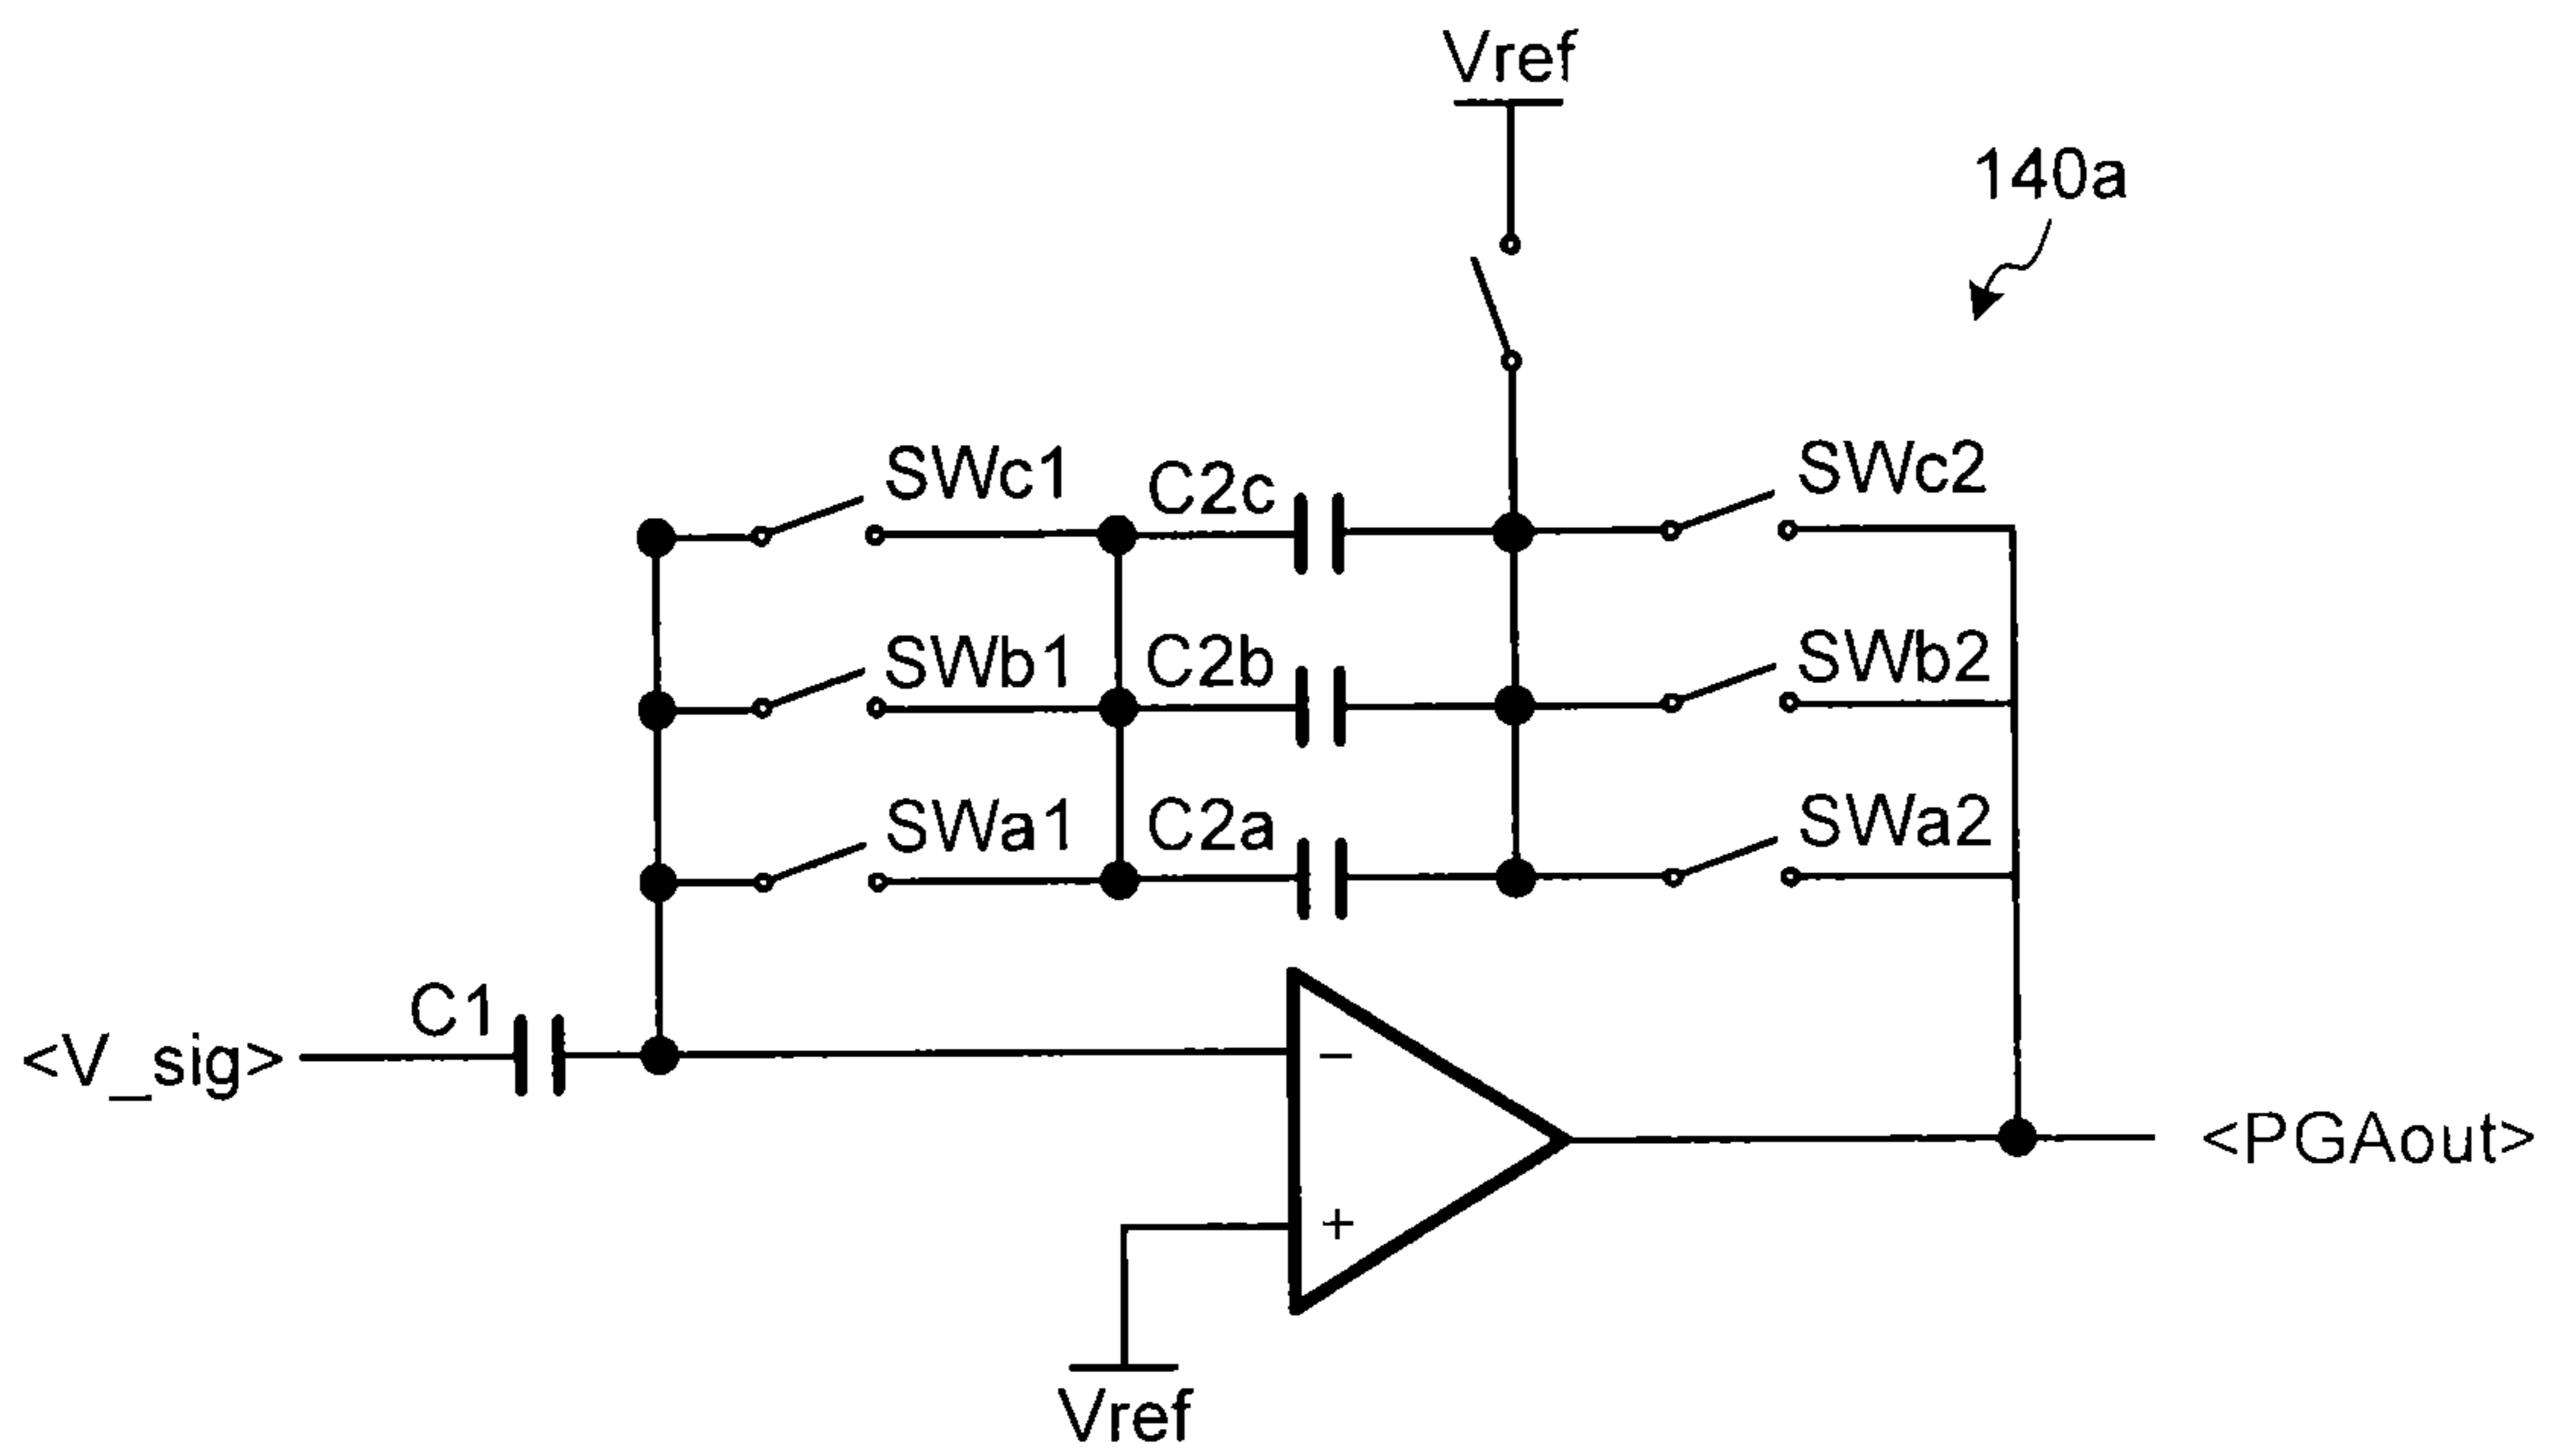 Vref
140a
SWc1
C2c
SWc2
SWb1
C2b
SWb2
SWa1
C2a
SWa2
C1
<V_sig>
−
+
<PGAout>
Vref